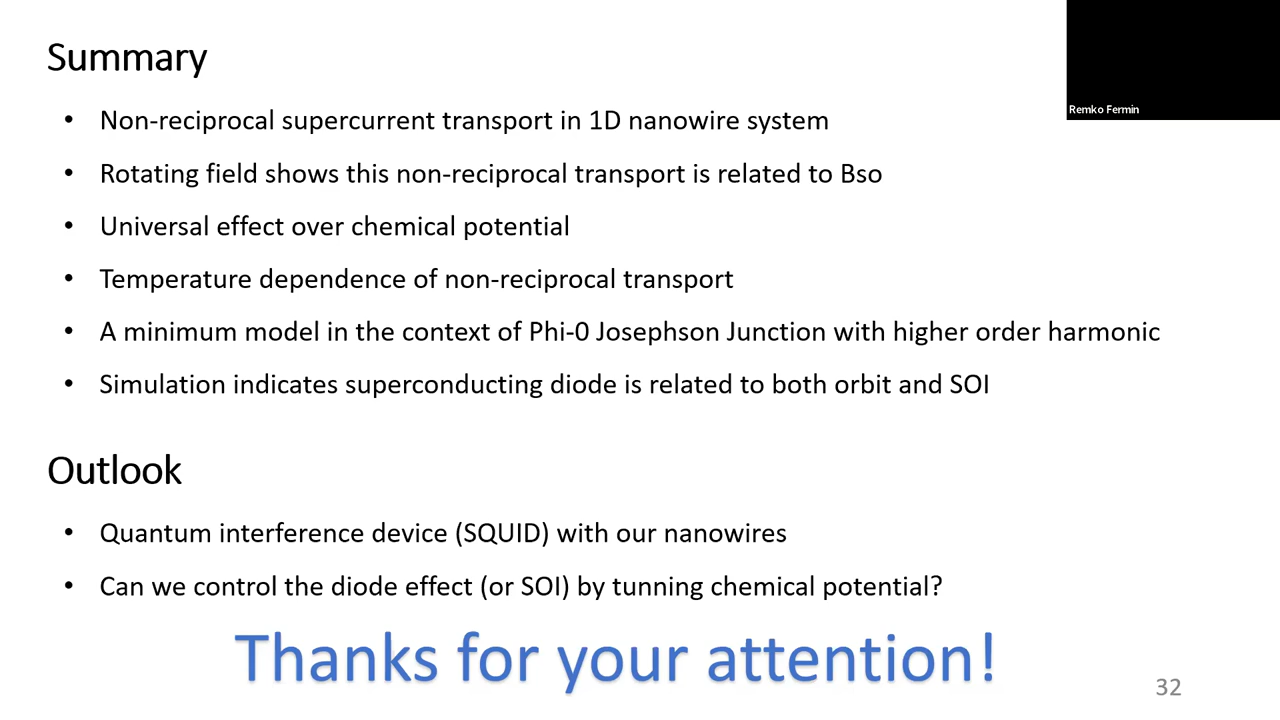 Summary
Remko Fermin
• Non-reciprocal supercurrent transport in 1D nanowire system
• Rotating field shows this non-reciprocal transport is related to Bso
• Universal effect over chemical potential
• Temperature dependence of non-reciprocal transport
• A minimum model in the context of Phi-0 Josephson Junction with higher order harmonic
• Simulation indicates superconducting diode is related to both orbit and SOI
Outlook
• Quantum interference device (SQUID) with our nanowires
• Can we control the diode effect (or SOI) by tunning chemical potential?
Thanks for your attention!
32